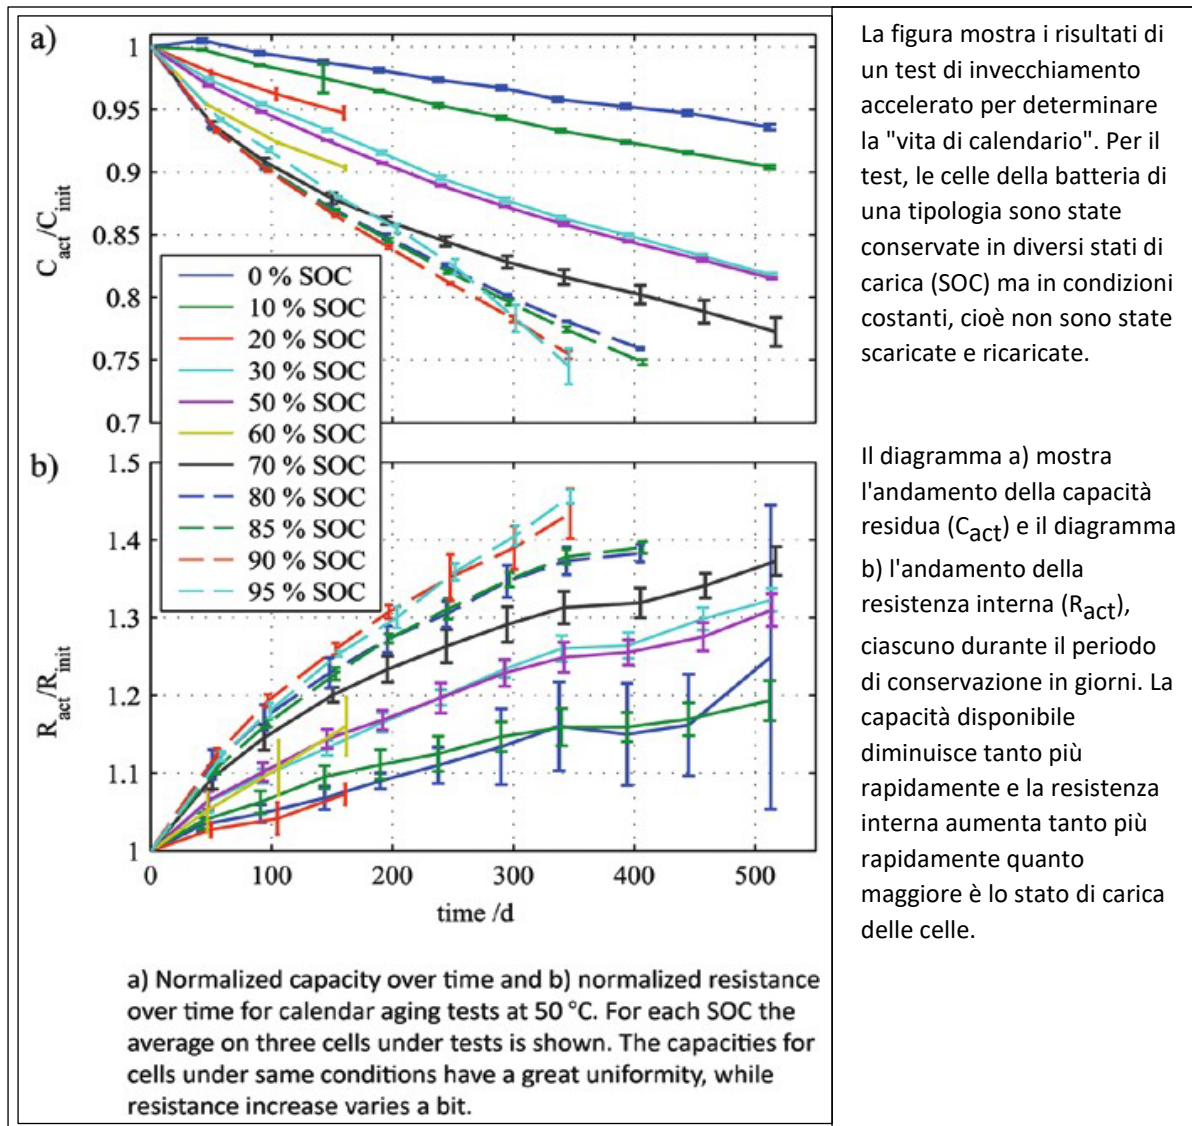 a)
1
0.95
0.9
0.85
0.8
0.75
0.7
C_act/C_init
0 % SOC
10 % SOC
20 % SOC
30 % SOC
50 % SOC
60 % SOC
70 % SOC
80 % SOC
85 % SOC
90 % SOC
95 % SOC
b)
1.5
1.4
1.3
1.2
1.1
1
R_act/R_init
0 100 200 300 400 500
time /d
a) Normalized capacity over time and b) normalized resistance
over time for calendar aging tests at 50 °C. For each SOC the
average on three cells under tests is shown. The capacities for
cells under same conditions have a great uniformity, while
resistance increase varies a bit.
La figura mostra i risultati di
un test di invecchiamento
accelerato per determinare
la "vita di calendario". Per il
test, le celle della batteria di
una tipologia sono state
conservate in diversi stati di
carica (SOC) ma in condizioni
costanti, cioè non sono state
scaricate e ricaricate.
Il diagramma a) mostra
l'andamento della capacità
residua (Cact) e il diagramma
b) l'andamento della
resistenza interna (Ract),
ciascuno durante il periodo
di conservazione in giorni. La
capacità disponibile
diminuisce tanto più
rapidamente e la resistenza
interna aumenta tanto più
rapidamente quanto
maggiore è lo stato di carica
delle celle.